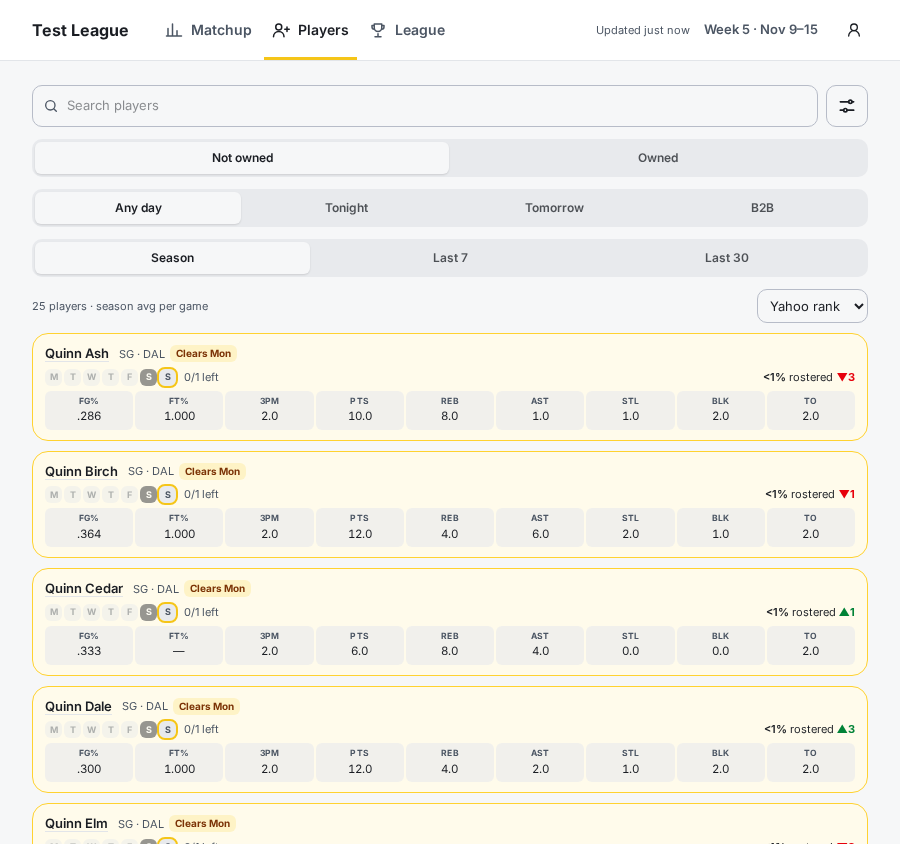 Test League Matchup Players League Updated just now Week 5 · Nov 9–15
Search players
Not owned Owned
Any day Tonight Tomorrow B2B
Season Last 7 Last 30
25 players · season avg per game Yahoo rank
Quinn Ash SG · DAL Clears Mon
M T W T F S S 0/1 left <1% rostered ▼3
FG% FT% 3PM PTS REB AST STL BLK TO
.286 1.000 2.0 10.0 8.0 1.0 1.0 2.0 2.0
Quinn Birch SG · DAL Clears Mon
M T W T F S S 0/1 left <1% rostered ▼1
FG% FT% 3PM PTS REB AST STL BLK TO
.364 1.000 2.0 12.0 4.0 6.0 2.0 1.0 2.0
Quinn Cedar SG · DAL Clears Mon
M T W T F S S 0/1 left <1% rostered ▲1
FG% FT% 3PM PTS REB AST STL BLK TO
.333 — 2.0 6.0 8.0 4.0 0.0 0.0 2.0
Quinn Dale SG · DAL Clears Mon
M T W T F S S 0/1 left <1% rostered ▲3
FG% FT% 3PM PTS REB AST STL BLK TO
.300 1.000 2.0 12.0 4.0 2.0 1.0 2.0 2.0
Quinn Elm SG · DAL Clears Mon